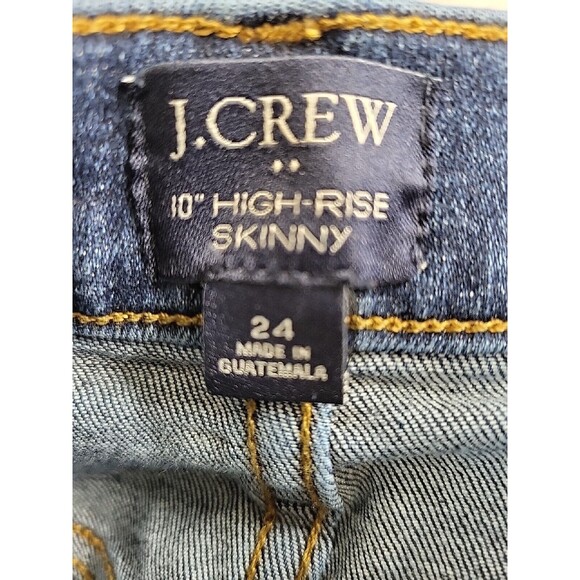 J.CREW
10" HIGH-RISE
SKINNY
24
MADE IN
GUATEMALA